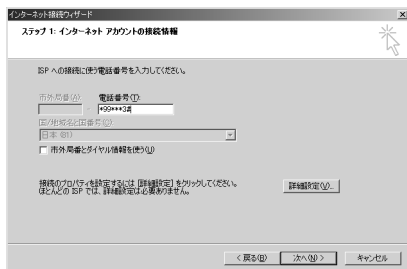 インターネット接続ウィザード
ステップ 1: インターネット アカウントの接続情報
ISP への接続に使う電話番号を入力してください。
市外局番(A): 電話番号(T):
- *99***3#
国/地域名と国番号(C):
日本 (81)
市外局番とダイヤル情報を使う(U)
接続のプロパティを設定するには [詳細設定] をクリックしてください。
ほとんどの ISP では、詳細設定は必要ありません。
詳細設定(V)...
< 戻る(B) 次へ(N) > キャンセル